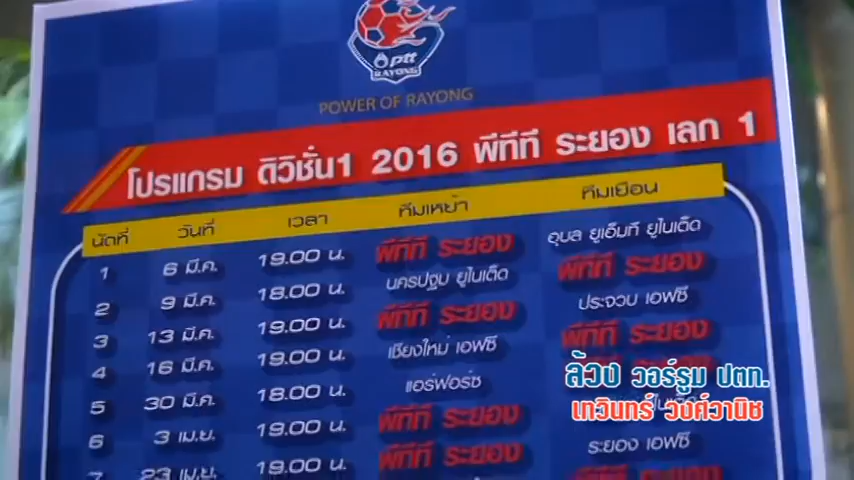 ptt
RAYONG
POWER OF RAYONG
โปรแกรม ดิวิชั่น1 2016 พีทีที ระยอง เลก 1
นัดที่ วันที่ เวลา ทีมเหย้า ทีมเยือน
1 6 มี.ค. 19.00 น. พีทีที ระยอง อุบล ยูเอ็มที ยูไนเต็ด
2 9 มี.ค. 18.00 น. นครปฐม ยูไนเต็ด พีทีที ระยอง
3 13 มี.ค. 19.00 น. พีทีที ระยอง ประจวบ เอฟซี
4 16 มี.ค. 19.00 น. เชียงใหม่ เอฟซี พีทีที ระยอง
5 30 มี.ค. 18.00 น. แอร์ฟอร์ซ
6 3 เม.ย. 19.00 น. พีทีที ระยอง
7 23 เม.ย. 19.00 น. พีทีที ระยอง ระยอง เอฟซี
ล้วง วอร์รูม ปตท.
เทวินทร์ วงศ์วานิช